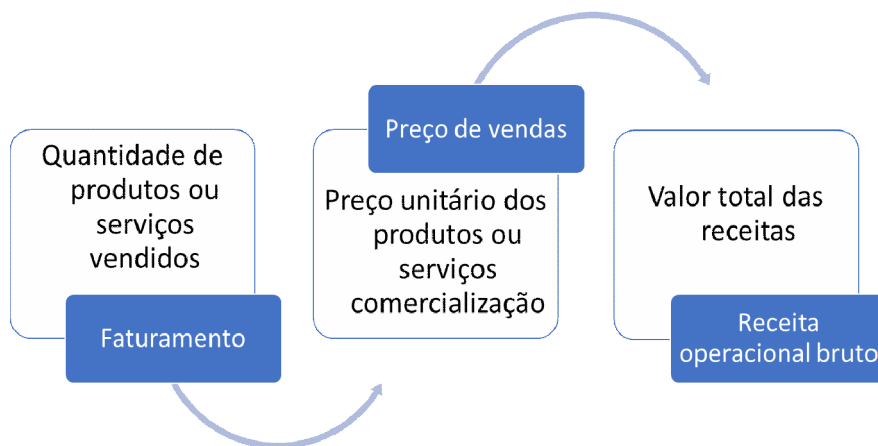 Quantidade de
produtos ou
serviços
vendidos
Faturamento
Preço de vendas
Preço unitário dos
produtos ou
serviços
comercialização
Valor total das
receitas
Receita
operacional bruto